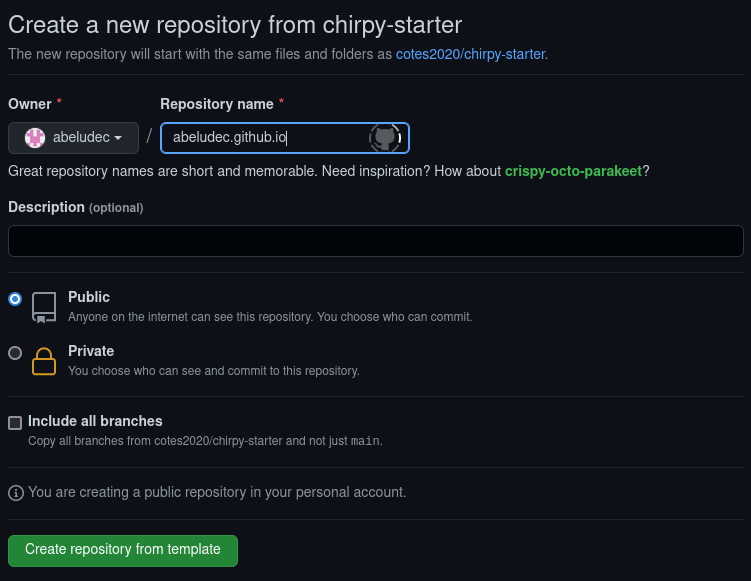 Create a new repository from chirpy-starter
The new repository will start with the same files and folders as cotes2020/chirpy-starter.
Owner * Repository name *
abeludec / abeludec.github.io
Great repository names are short and memorable. Need inspiration? How about crispy-octo-parakeet?
Description (optional)
Public
Anyone on the internet can see this repository. You choose who can commit.
Private
You choose who can see and commit to this repository.
Include all branches
Copy all branches from cotes2020/chirpy-starter and not just main.
You are creating a public repository in your personal account.
Create repository from template